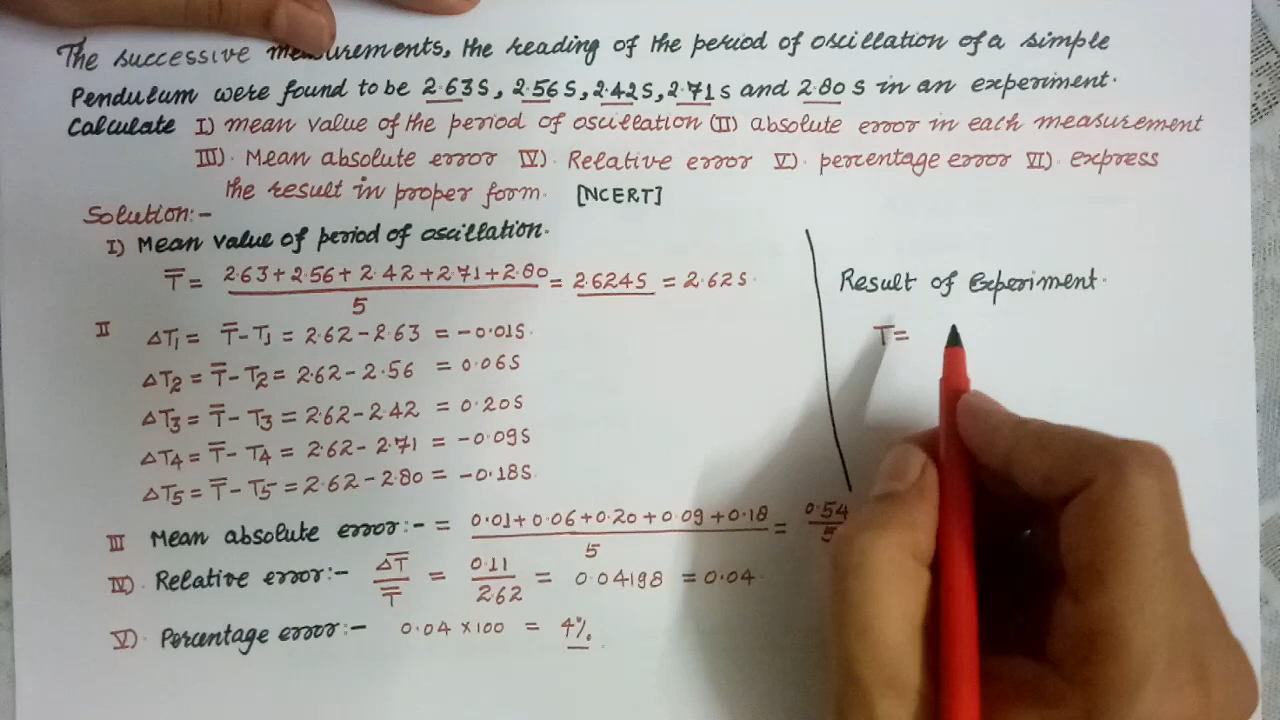 The successive measurements, the reading of the period of oscillation of a simple
Pendulum were found to be 2.63s, 2.56s, 2.42s, 2.71s and 2.80 s in an experiment.
Calculate I) mean value of the period of oscillation (II) absolute error in each measurement
III). Mean absolute error IV). Relative error V). percentage error VI). express
the result in proper form. [NCERT]
Solution:-
I) Mean value of period of oscillation.
T̅ = 2.63+2.56+2.42+2.71+2.80 / 5 = 2.624S = 2.62s.
II ΔT₁ = T̅-T₁ = 2.62-2.63 = -0.01s.
ΔT2 = T̅-T2 = 2.62-2.56 = 0.06s
ΔT3 = T̅-T3 = 2.62-2.42 = 0.20s
ΔT4 = T̅-T4 = 2.62-2.71 = -0.09s
ΔT5 = T̅-T5 = 2.62-2.80 = -0.18s.
III Mean absolute error:- = 0.01+0.06+0.20+0.09+0.18 / 5 = 0.54 / 5
IV). Relative error:- ΔT̅ / T̅ = 0.11 / 2.62 = 0.04198 = 0.04.
V). Percentage error:- 0.04 x100 = 4%.
Result of Experiment.
T=